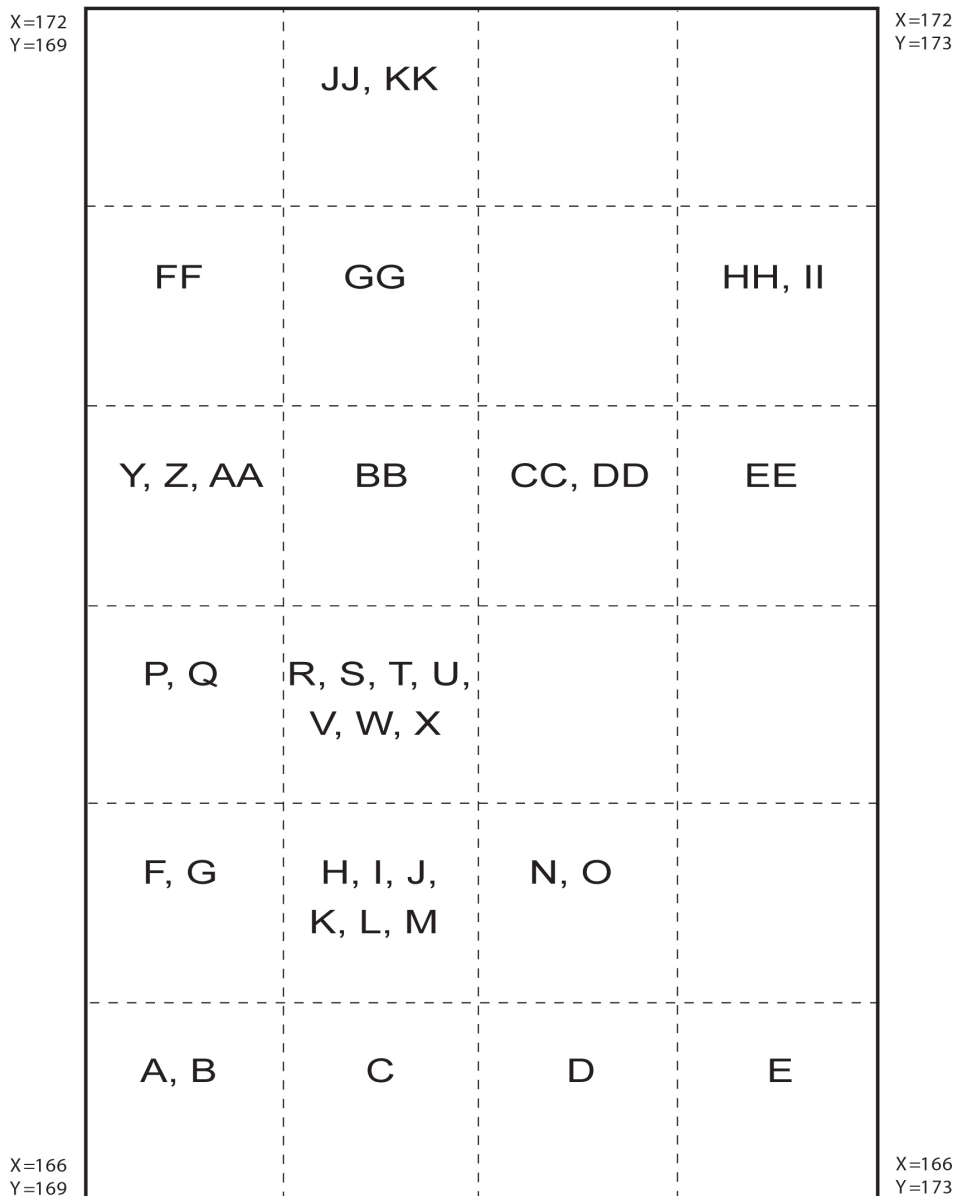 X=172
Y=169
X=172
Y=173
JJ, KK
FF
GG
HH, II
Y, Z, AA
BB
CC, DD
EE
P, Q
R, S, T, U,
V, W, X
F, G
H, I, J,
K, L, M
N, O
A, B
C
D
E
X=166
Y=169
X=166
Y=173